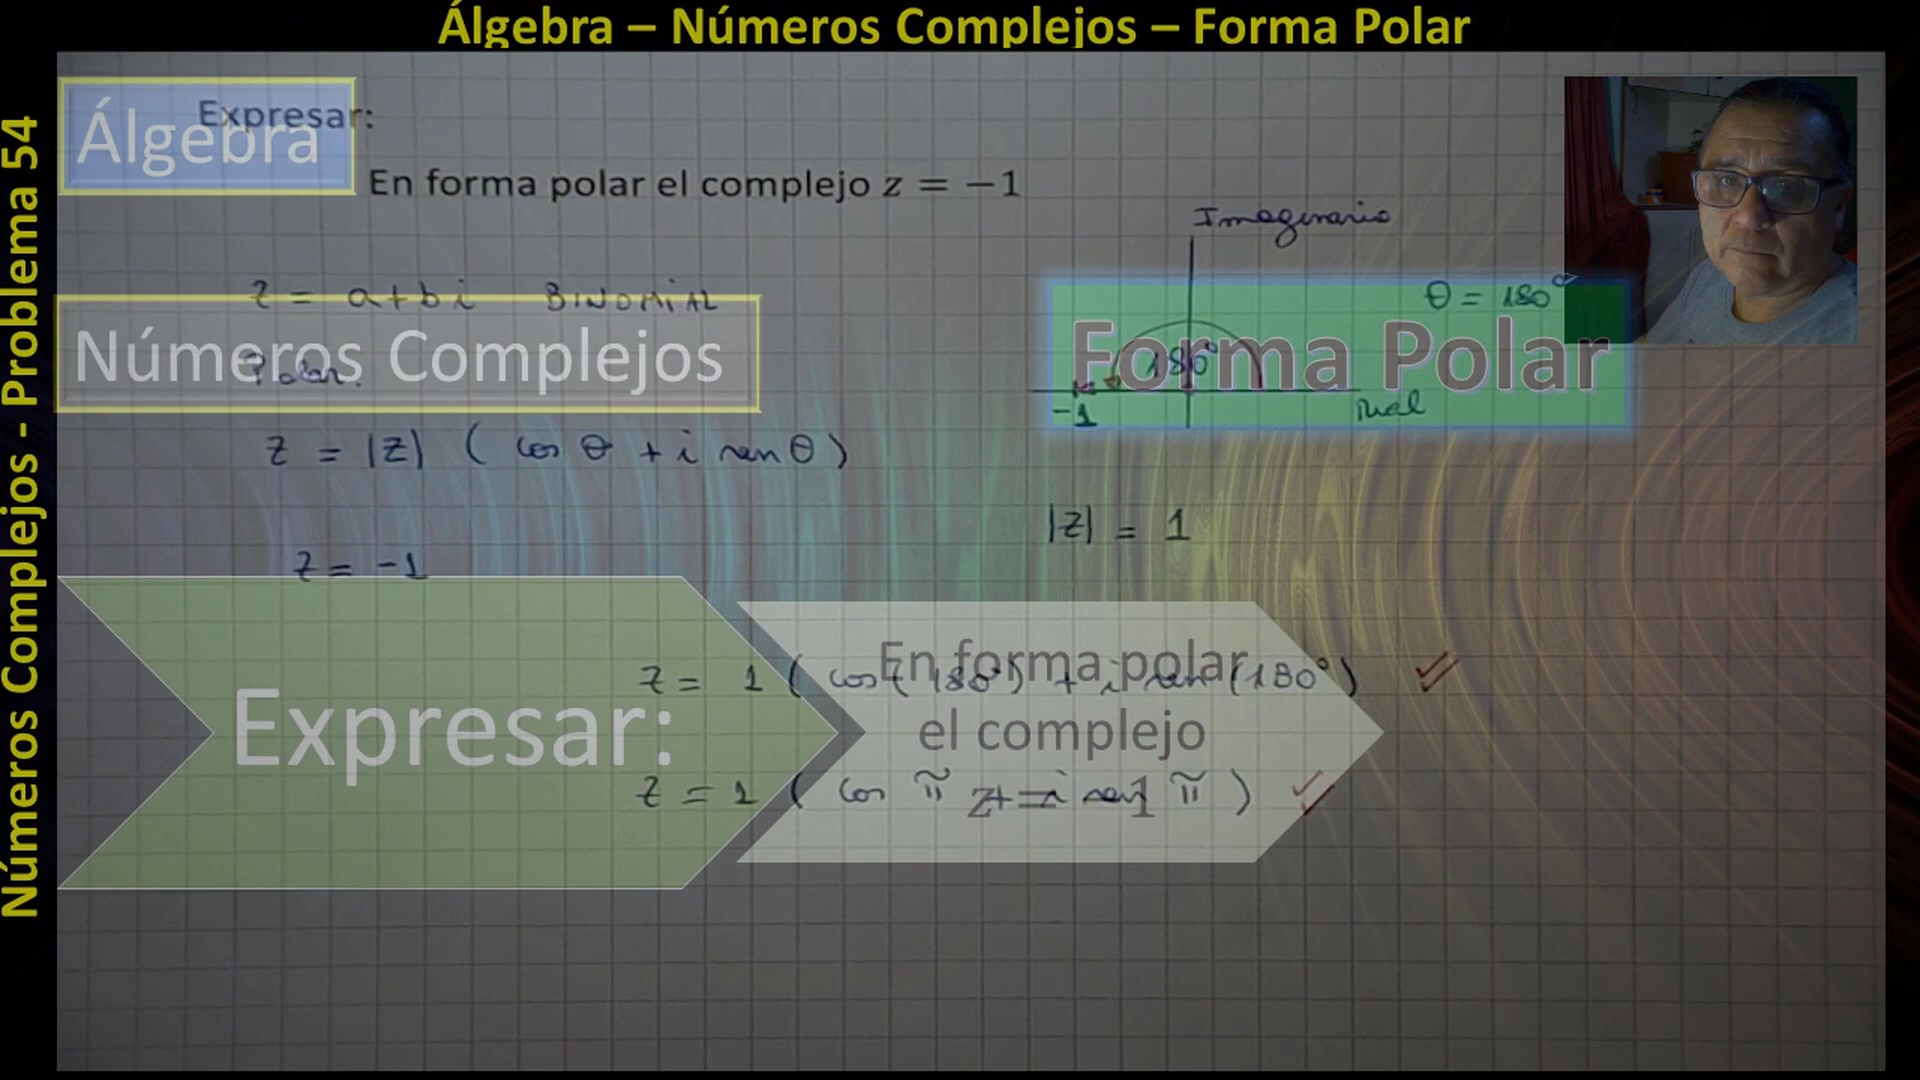 Álgebra – Números Complejos – Forma Polar
Números Complejos - Problema 54
Expresar:
Álgebra
En forma polar el complejo z = −1
Imaginario
z = a+bi BINOMIAL
θ = 180°
Números Complejos
Polar.
Forma Polar
180°
-1
Real
z = |z| ( cos θ + i sen θ )
|z| = 1
z = -1
Expresar:
En forma polar
el complejo
z = 1 ( cos ( 180°) + i sen (180° )
z = 1 ( cos π + i sen π )